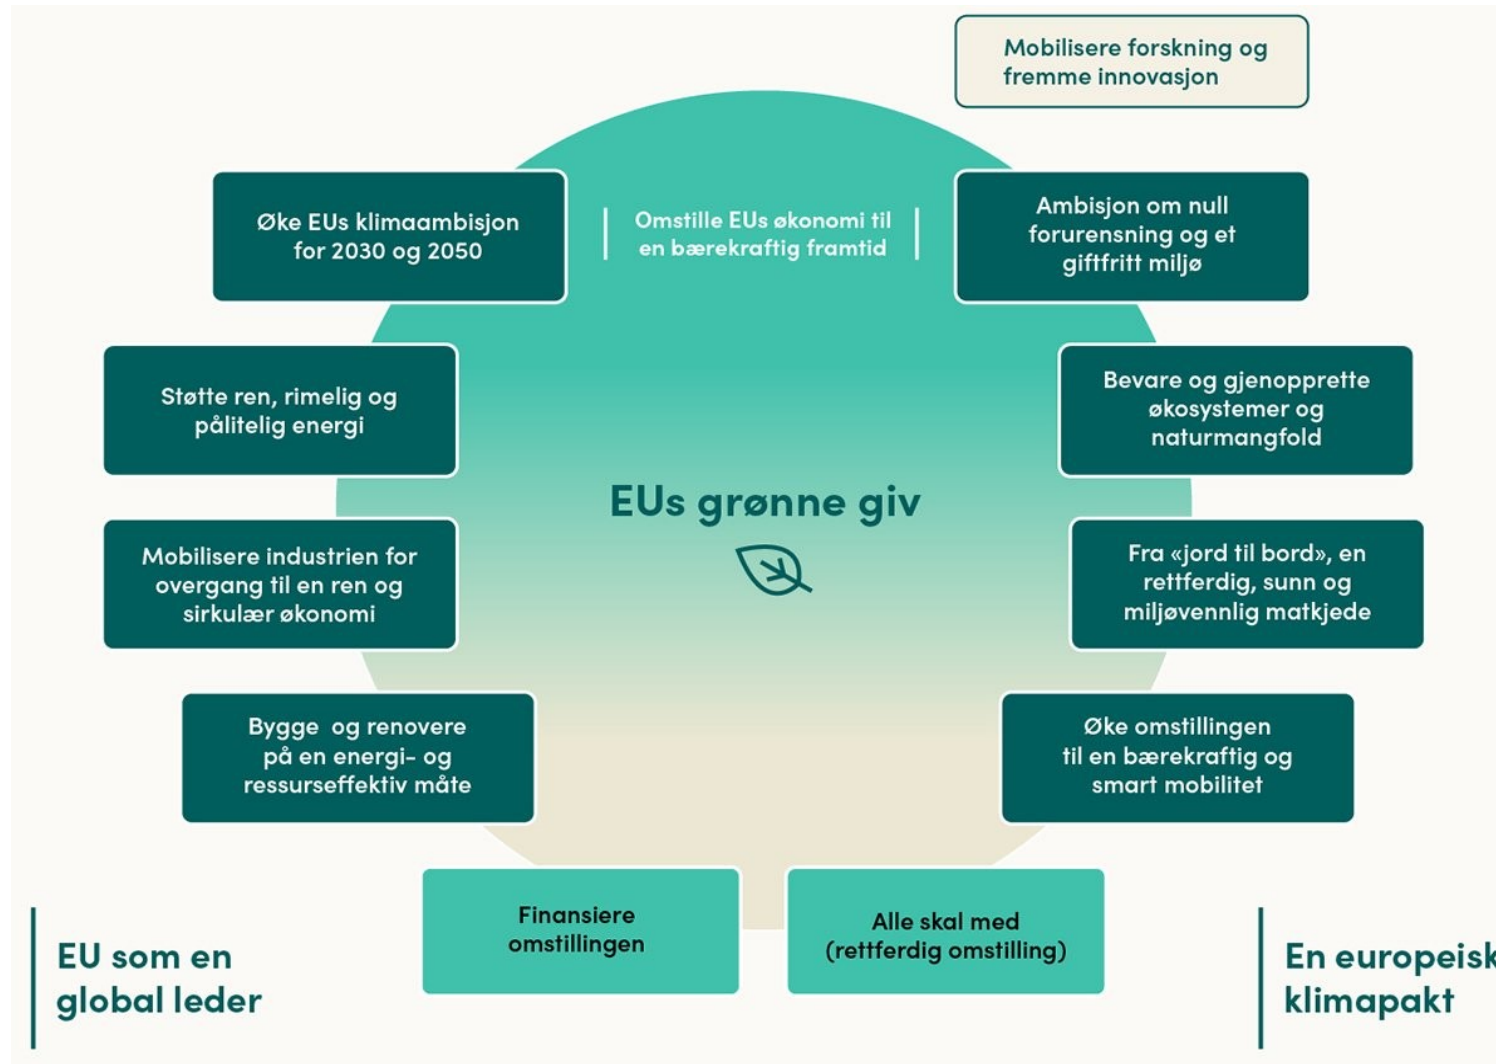 Mobilisere forskning og
fremme innovasjon
Øke EUs klimaambisjon
for 2030 og 2050
Omstille EUs økonomi til
en bærekraftig framtid
Ambisjon om null
forurensning og et
giftfritt miljø
Støtte ren, rimelig og
pålitelig energi
Bevare og gjenopprette
økosystemer og
naturmangfold
EUs grønne giv
Mobilisere industrien for
overgang til en ren og
sirkulær økonomi
Fra «jord til bord», en
rettferdig, sunn og
miljøvennlig matkjede
Bygge og renovere
på en energi- og
ressurseffektiv måte
Øke omstillingen
til en bærekraftig og
smart mobilitet
Finansiere
omstillingen
Alle skal med
(rettferdig omstilling)
EU som en
global leder
En europeisk
klimapakt